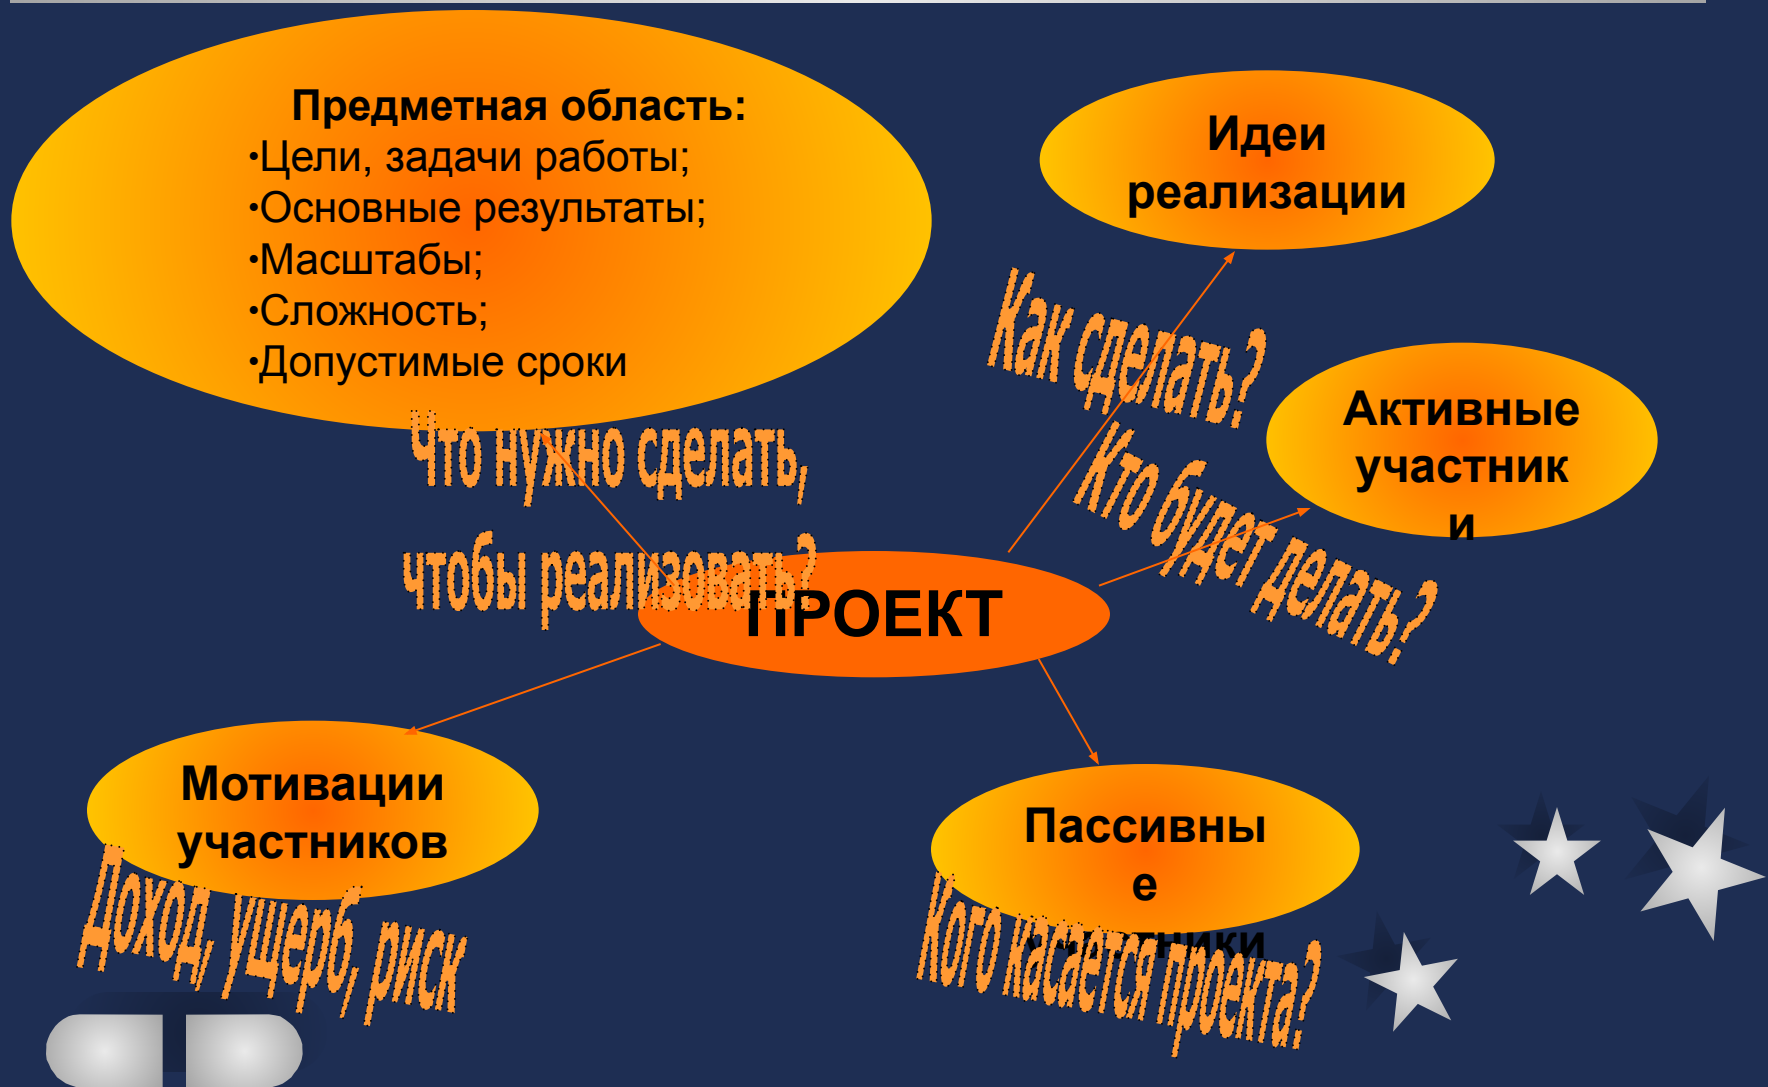 Предметная область:
•Цели, задачи работы;
•Основные результаты;
•Масштабы;
•Сложность;
•Допустимые сроки
Идеи
реализации
Как сделать?
Активные
участник
и
Кто будет делать?
Что нужно сделать,
чтобы реализовать?
ПРОЕКТ
Мотивации
участников
Доход, ущерб, риск
Пассивны
е
участники
Кого касается проекта?